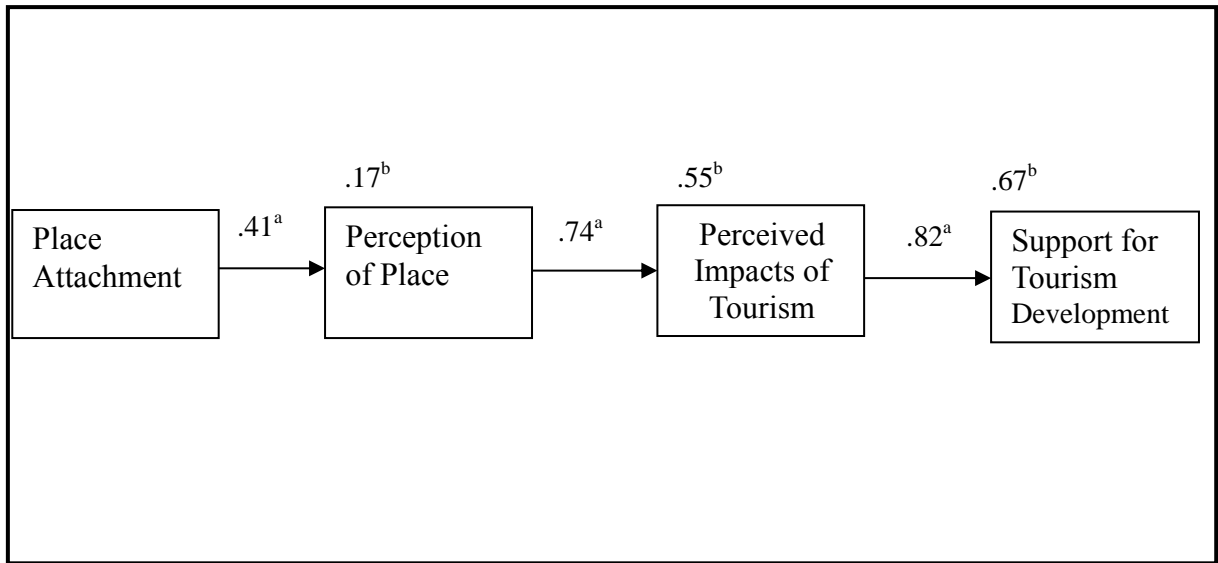 .17ᵇ
.55ᵇ
.67ᵇ
Place
Attachment
.41ᵃ
Perception
of Place
.74ᵃ
Perceived
Impacts of
Tourism
.82ᵃ
Support for
Tourism
Development